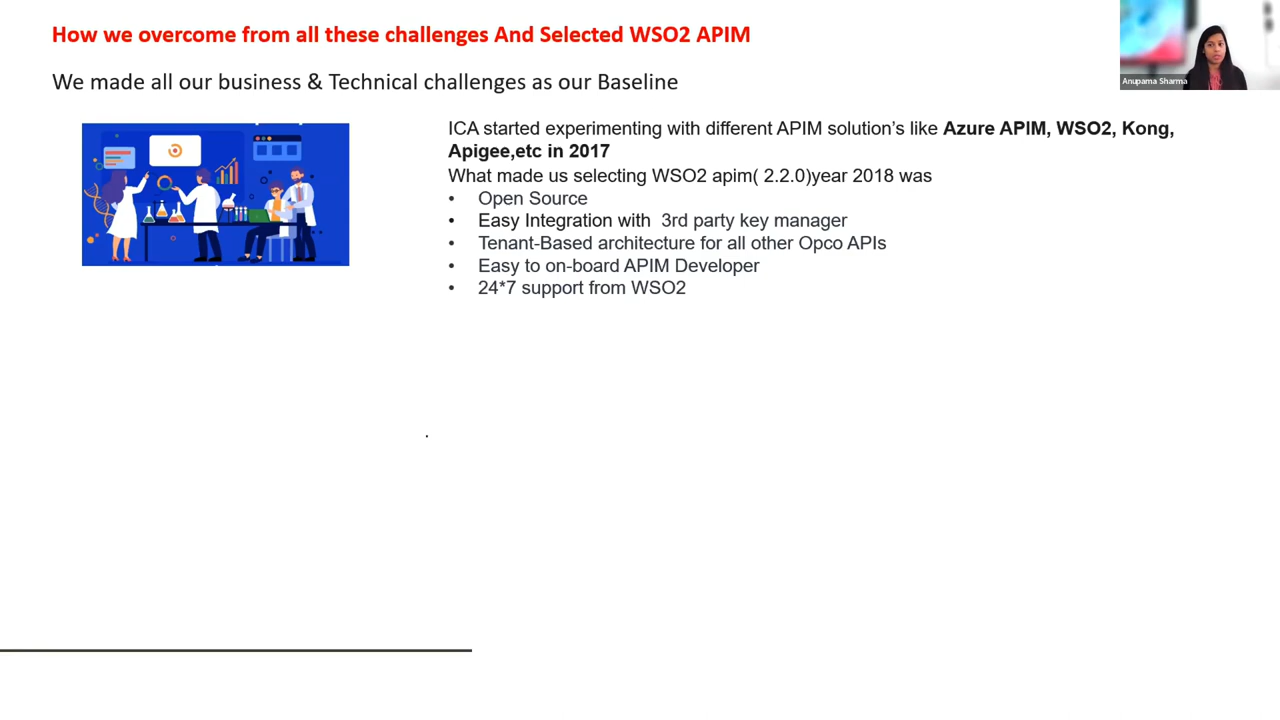 How we overcome from all these challenges And Selected WSO2 APIM
We made all our business & Technical challenges as our Baseline
Anupama Sharma
ICA started experimenting with different APIM solution’s like Azure APIM, WSO2, Kong,
Apigee,etc in 2017
What made us selecting WSO2 apim( 2.2.0)year 2018 was
• Open Source
• Easy Integration with 3rd party key manager
• Tenant-Based architecture for all other Opco APIs
• Easy to on-board APIM Developer
• 24*7 support from WSO2
.